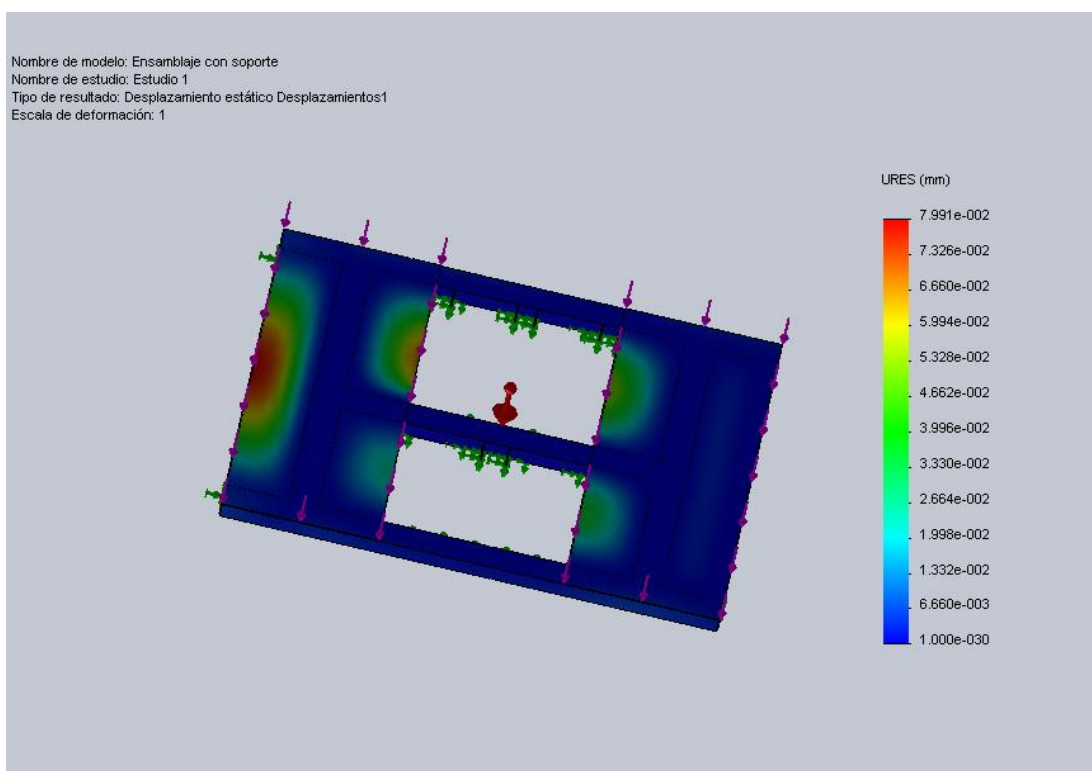 Nombre de modelo: Ensamblaje con soporte
Nombre de estudio: Estudio 1
Tipo de resultado: Desplazamiento estático Desplazamientos1
Escala de deformación: 1
URES (mm)
7.991e-002
7.326e-002
6.660e-002
5.994e-002
5.328e-002
4.662e-002
3.996e-002
3.330e-002
2.664e-002
1.998e-002
1.332e-002
6.660e-003
1.000e-030